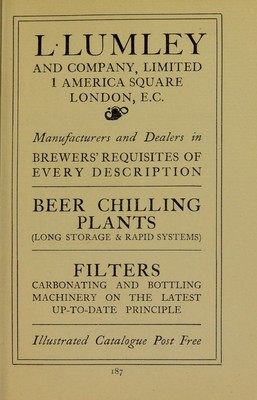 L·LUMLEY
AND COMPANY, LIMITED
1 AMERICA SQUARE
LONDON, E.C.
Manufacturers and Dealers in
BREWERS' REQUISITES OF
EVERY DESCRIPTION
BEER CHILLING
PLANTS
(LONG STORAGE & RAPID SYSTEMS)
FILTERS
CARBONATING AND BOTTLING
MACHINERY ON THE LATEST
UP-TO-DATE PRINCIPLE
Illustrated Catalogue Post Free
187